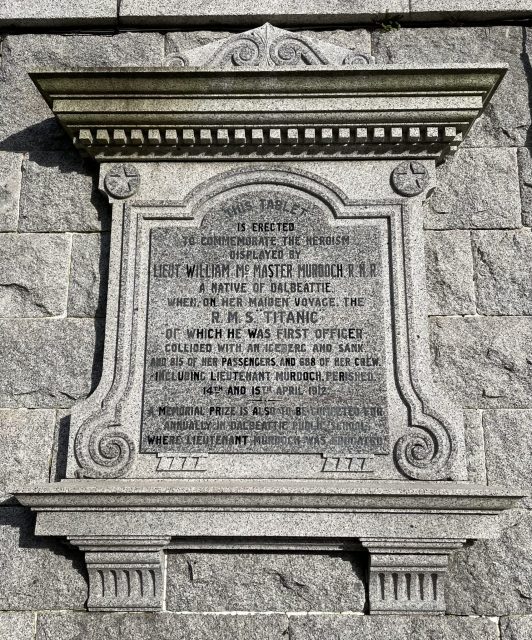 THIS TABLET
IS ERECTED
TO COMMEMORATE THE HEROISM
DISPLAYED BY
LIEUT WILLIAM Mc MASTER MURDOCH, R.N.R.
A NATIVE OF DALBEATTIE,
WHEN, ON HER MAIDEN VOYAGE, THE
R.M.S. "TITANIC"
OF WHICH HE WAS FIRST OFFICER
COLLIDED WITH AN ICEBERG AND SANK,
AND 815 OF HER PASSENGERS, AND 688 OF HER CREW,
INCLUDING LIEUTENANT MURDOCH, PERISHED.
14TH AND 15TH APRIL 1912.
A MEMORIAL PRIZE IS ALSO TO BE COMPETED FOR
ANNUALLY IN DALBEATTIE PUBLIC SCHOOL,
WHERE LIEUTENANT MURDOCH WAS EDUCATED.